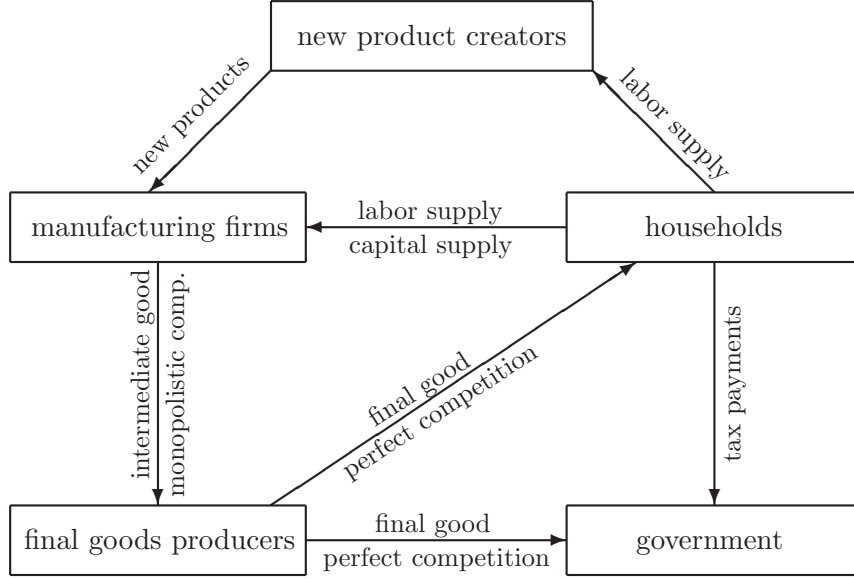 new product creators
new products
labor supply
manufacturing firms
labor supply
capital supply
households
intermediate good
monopolistic comp.
final good
perfect competition
tax payments
final goods producers
final good
perfect competition
government